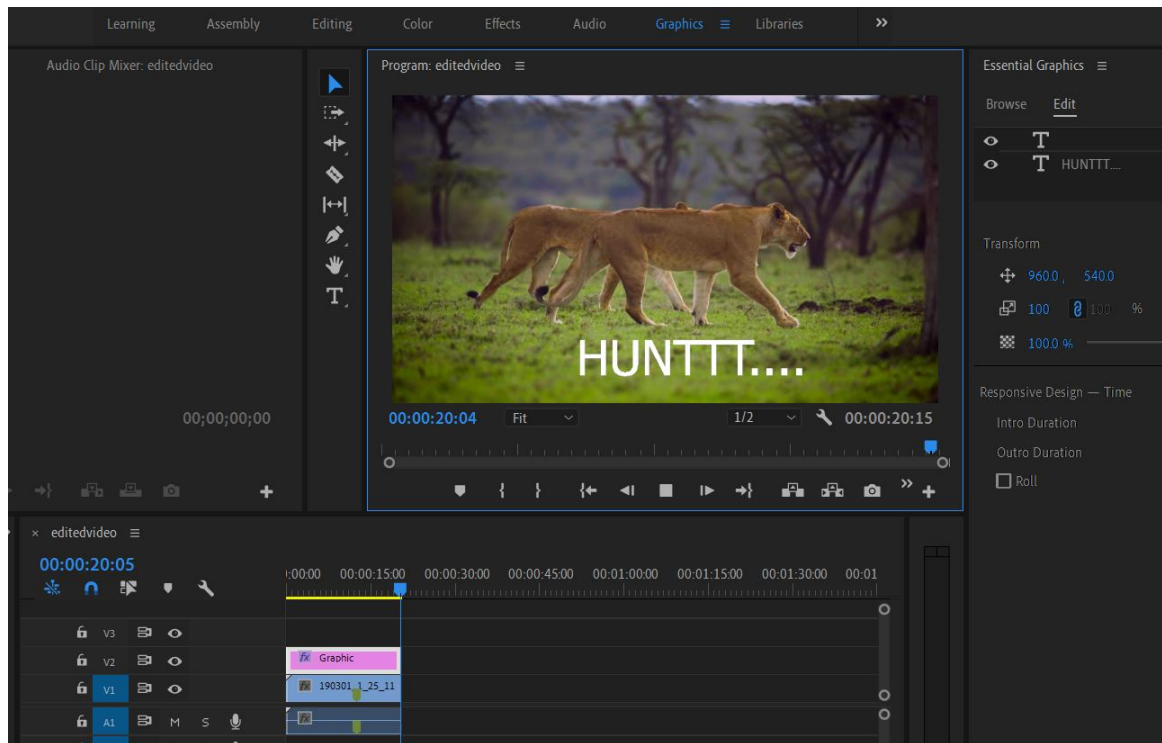 Learning Assembly Editing Color Effects Audio Graphics Libraries
Audio Clip Mixer: editedvideo
00;00;00;00
Program: editedvideo
HUNTTT....
00:00:20:04 Fit 1/2 00:00:20:15
Essential Graphics
Browse Edit
T
T HUNTTT....
Transform
960.0 , 540.0
100 100 %
100.0 %
Responsive Design — Time
Intro Duration
Outro Duration
Roll
× editedvideo
00:00:20:05
:00:00 00:00:15:00 00:00:30:00 00:00:45:00 00:01:00:00 00:01:15:00 00:01:30:00 00:01
V3
V2 fx Graphic
V1 fx 190301_1_25_11
A1 M S fx